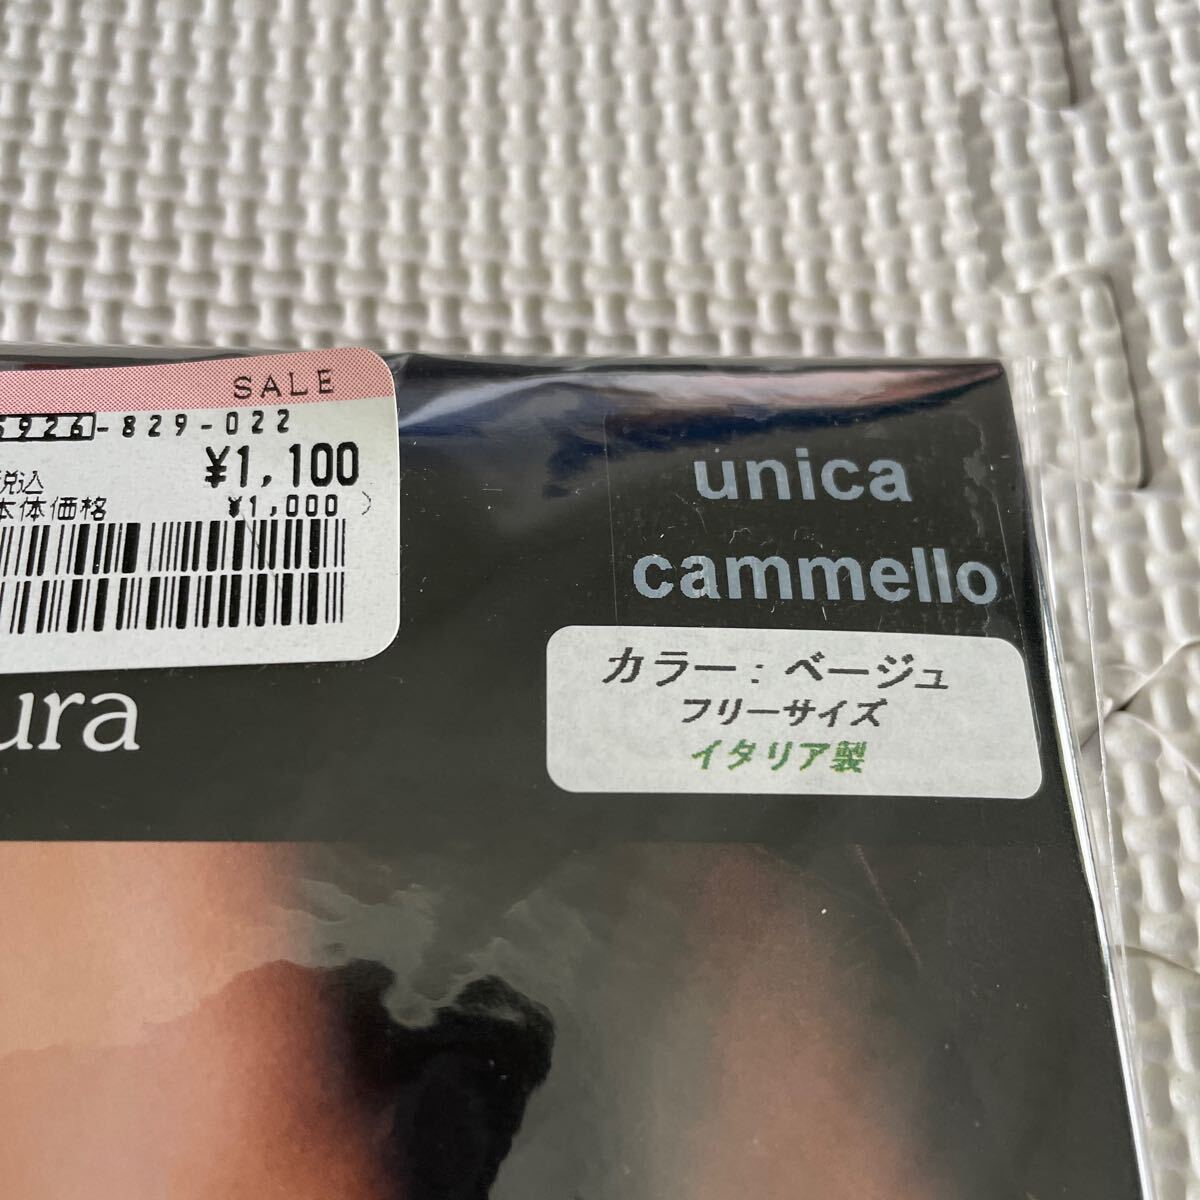 SALE
5926-829-022
税込 ¥1,100
本体価格 ¥1,000
unica
cammello
カラー：ベージュ
フリーサイズ
イタリア製
ura